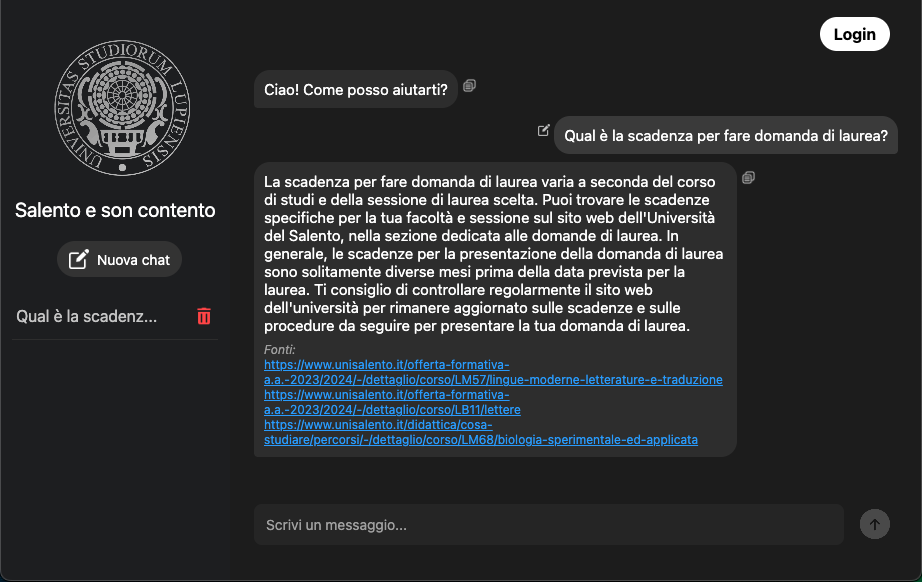 UNIVERSITAS STUDIORUM LUPIENSIS
Salento e son contento
Nuova chat
Qual è la scadenz...
Login
Ciao! Come posso aiutarti?
Qual è la scadenza per fare domanda di laurea?
La scadenza per fare domanda di laurea varia a seconda del corso
di studi e della sessione di laurea scelta. Puoi trovare le scadenze
specifiche per la tua facoltà e sessione sul sito web dell'Università
del Salento, nella sezione dedicata alle domande di laurea. In
generale, le scadenze per la presentazione della domanda di laurea
sono solitamente diverse mesi prima della data prevista per la
laurea. Ti consiglio di controllare regolarmente il sito web
dell'università per rimanere aggiornato sulle scadenze e sulle
procedure da seguire per presentare la tua domanda di laurea.
Fonti:
https://www.unisalento.it/offerta-formativa-
a.a.-2023/2024/-/dettaglio/corso/LM57/lingue-moderne-letterature-e-traduzione
https://www.unisalento.it/offerta-formativa-
a.a.-2023/2024/-/dettaglio/corso/LB11/lettere
https://www.unisalento.it/didattica/cosa-
studiare/percorsi/-/dettaglio/corso/LM68/biologia-sperimentale-ed-applicata
Scrivi un messaggio...